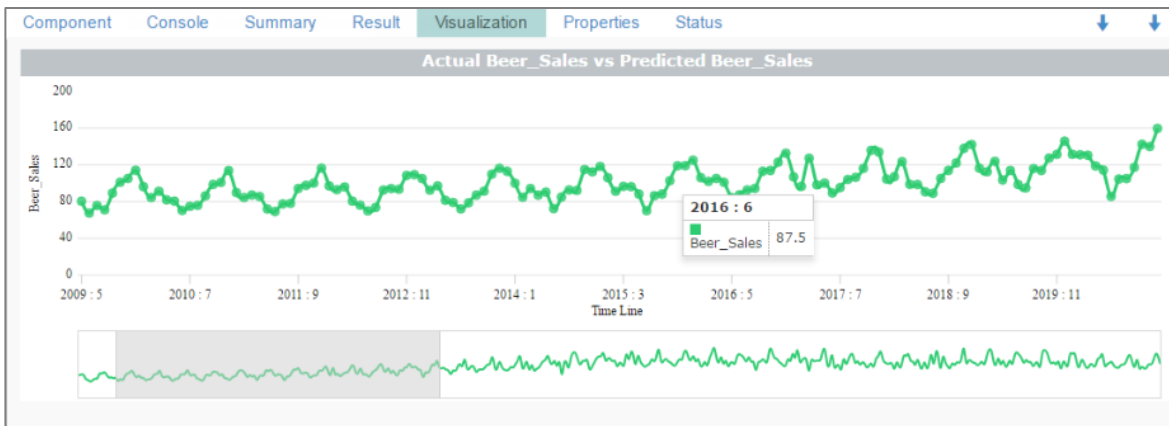 Component Console Summary Result Visualization Properties Status
Actual Beer_Sales vs Predicted Beer_Sales
200
160
120
80
40
0
Beer_Sales
2016 : 6
Beer_Sales 87.5
2009 : 5 2010 : 7 2011 : 9 2012 : 11 2014 : 1 2015 : 3 2016 : 5 2017 : 7 2018 : 9 2019 : 11
Time Line